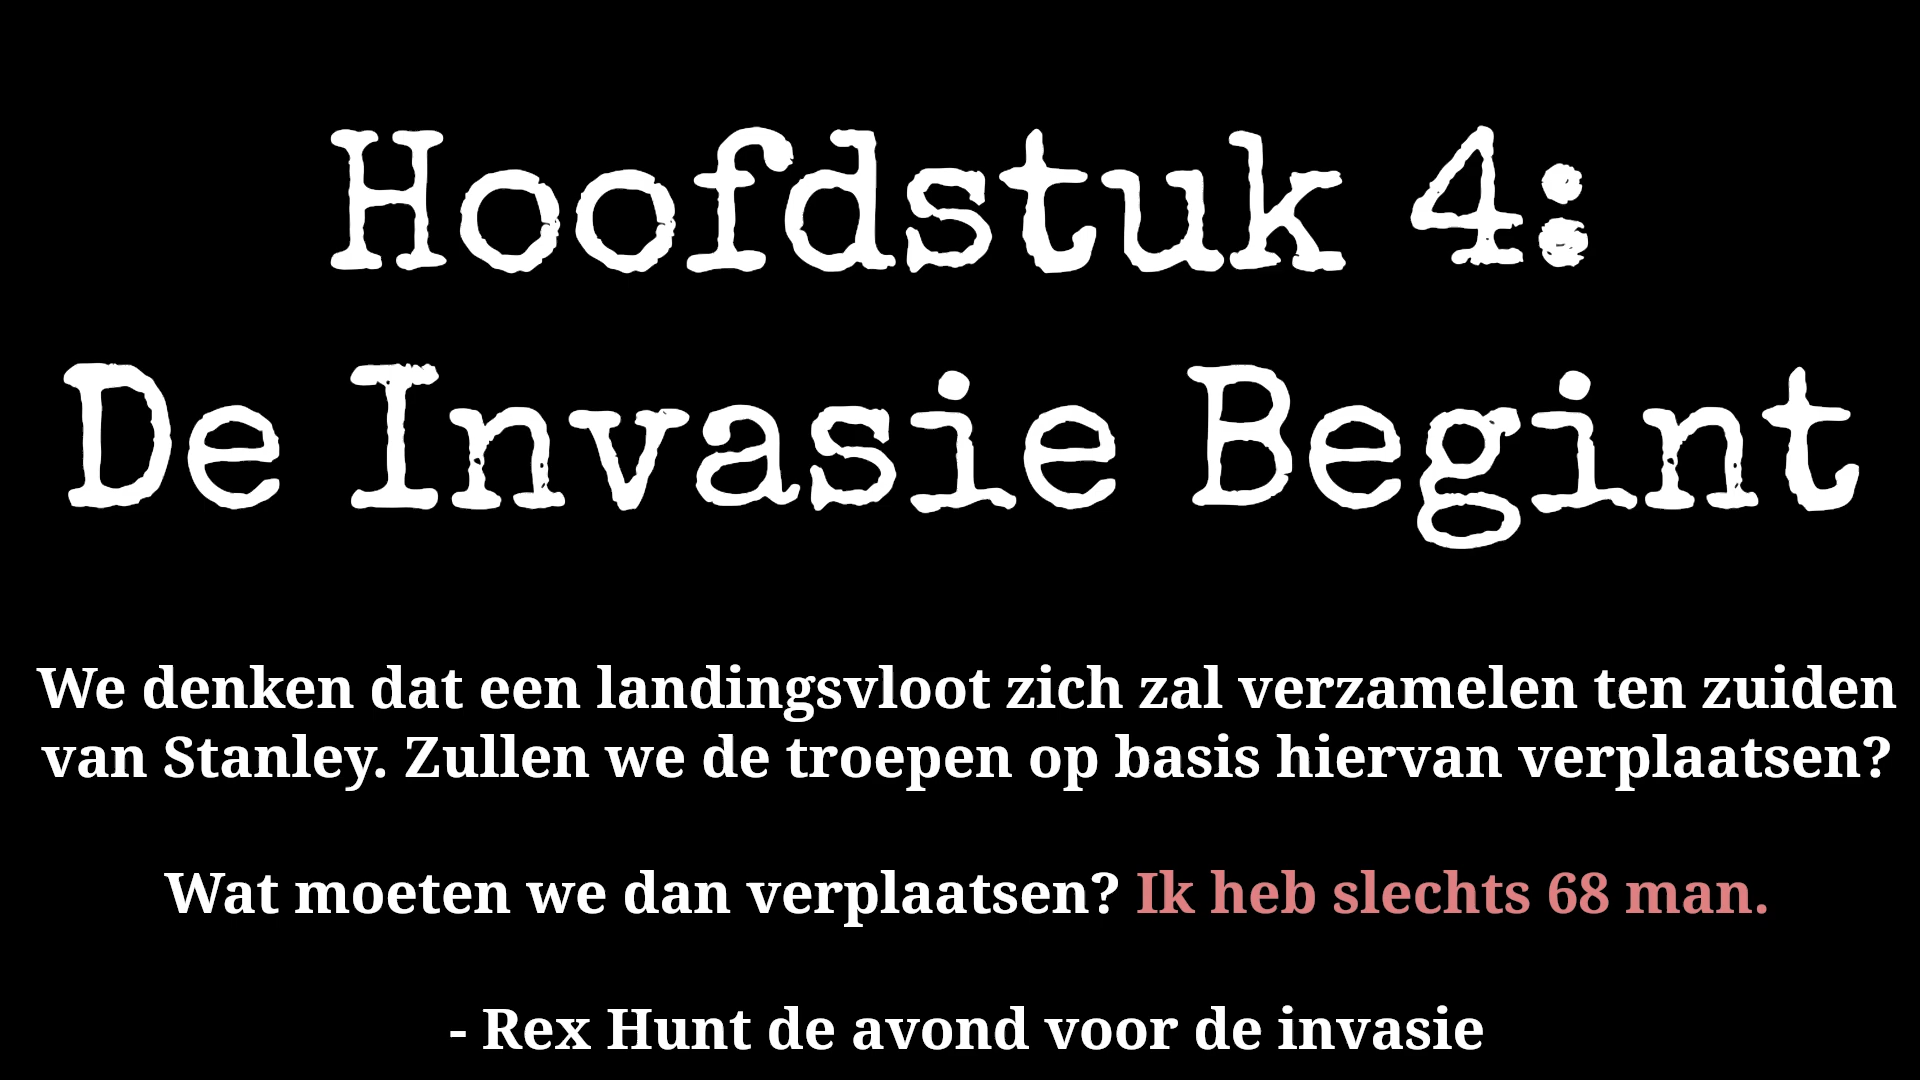 Hoofdstuk 4:
De Invasie Begint
We denken dat een landingsvloot zich zal verzamelen ten zuiden
van Stanley. Zullen we de troepen op basis hiervan verplaatsen?
Wat moeten we dan verplaatsen? Ik heb slechts 68 man.
- Rex Hunt de avond voor de invasie